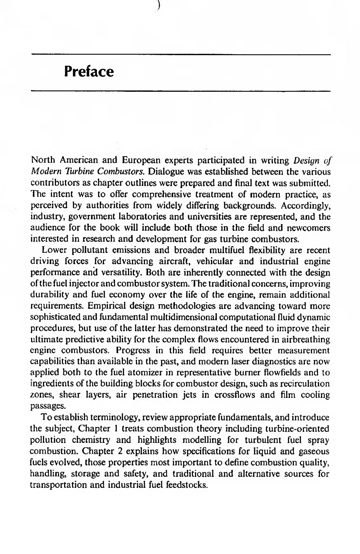 Preface
North American and European experts participated in writing Design of
Modern Turbine Combustors. Dialogue was established between the various
contributors as chapter outlines were prepared and final text was submitted.
The intent was to offer comprehensive treatment of modern practice, as
perceived by authorities from widely differing backgrounds. Accordingly,
industry, government laboratories and universities are represented, and the
audience for the book will include both those in the field and newcomers
interested in research and development for gas turbine combustors.
Lower pollutant emissions and broader multifuel flexibility are recent
driving forces for advancing aircraft, vehicular and industrial engine
performance and versatility. Both are inherently connected with the design
of the fuel injector and combustor system. The traditional concerns, improving
durability and fuel economy over the life of the engine, remain additional
requirements. Empirical design methodologies are advancing toward more
sophisticated and fundamental multidimensional computational fluid dynamic
procedures, but use of the latter has demonstrated the need to improve their
ultimate predictive ability for the complex flows encountered in airbreathing
engine combustors. Progress in this field requires better measurement
capabilities than available in the past, and modern laser diagnostics are now
applied both to the fuel atomizer in representative burner flowfields and to
ingredients of the building blocks for combustor design, such as recirculation
zones, shear layers, air penetration jets in crossflows and film cooling
passages.
To establish terminology, review appropriate fundamentals, and introduce
the subject, Chapter 1 treats combustion theory including turbine-oriented
pollution chemistry and highlights modelling for turbulent fuel spray
combustion. Chapter 2 explains how specifications for liquid and gaseous
fuels evolved, those properties most important to define combustion quality,
handling, storage and safety, and traditional and alternative sources for
transportation and industrial fuel feedstocks.